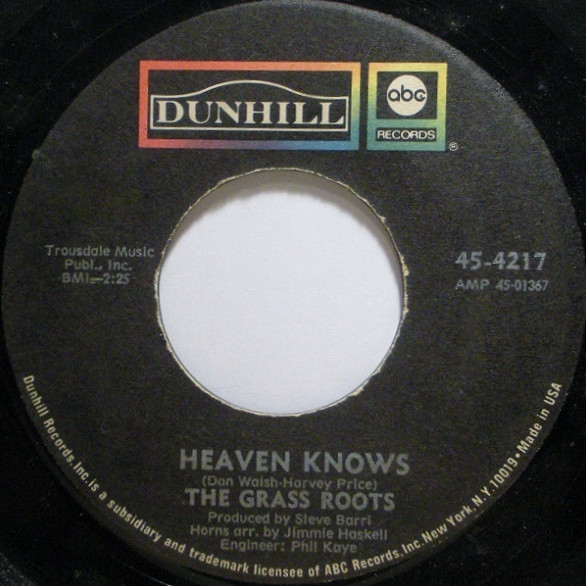 DUNHILL
abc
RECORDS
®
Trousdale Music
Publ., Inc.
BMI—2:25
45-4217
AMP 45-01367
HEAVEN KNOWS
(Dan Walsh-Harvey Price)
THE GRASS ROOTS
Produced by Steve Barri
Horns arr. by Jimmie Haskell
Engineer: Phil Kaye
Dunhill Records, Inc. is a subsidiary and trademark licensee of ABC Records, Inc. New York, N.Y. 10019 • Made in USA